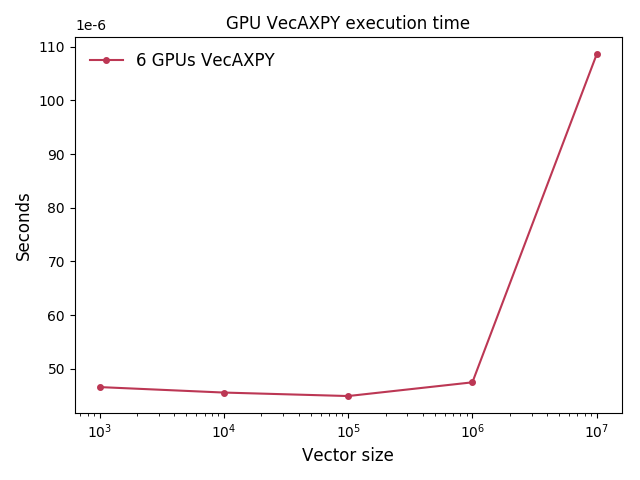 GPU VecAXPY execution time
1e-6
6 GPUs VecAXPY
110
100
90
80
70
60
50
Seconds
10³ 10⁴ 10⁵ 10⁶ 10⁷
Vector size